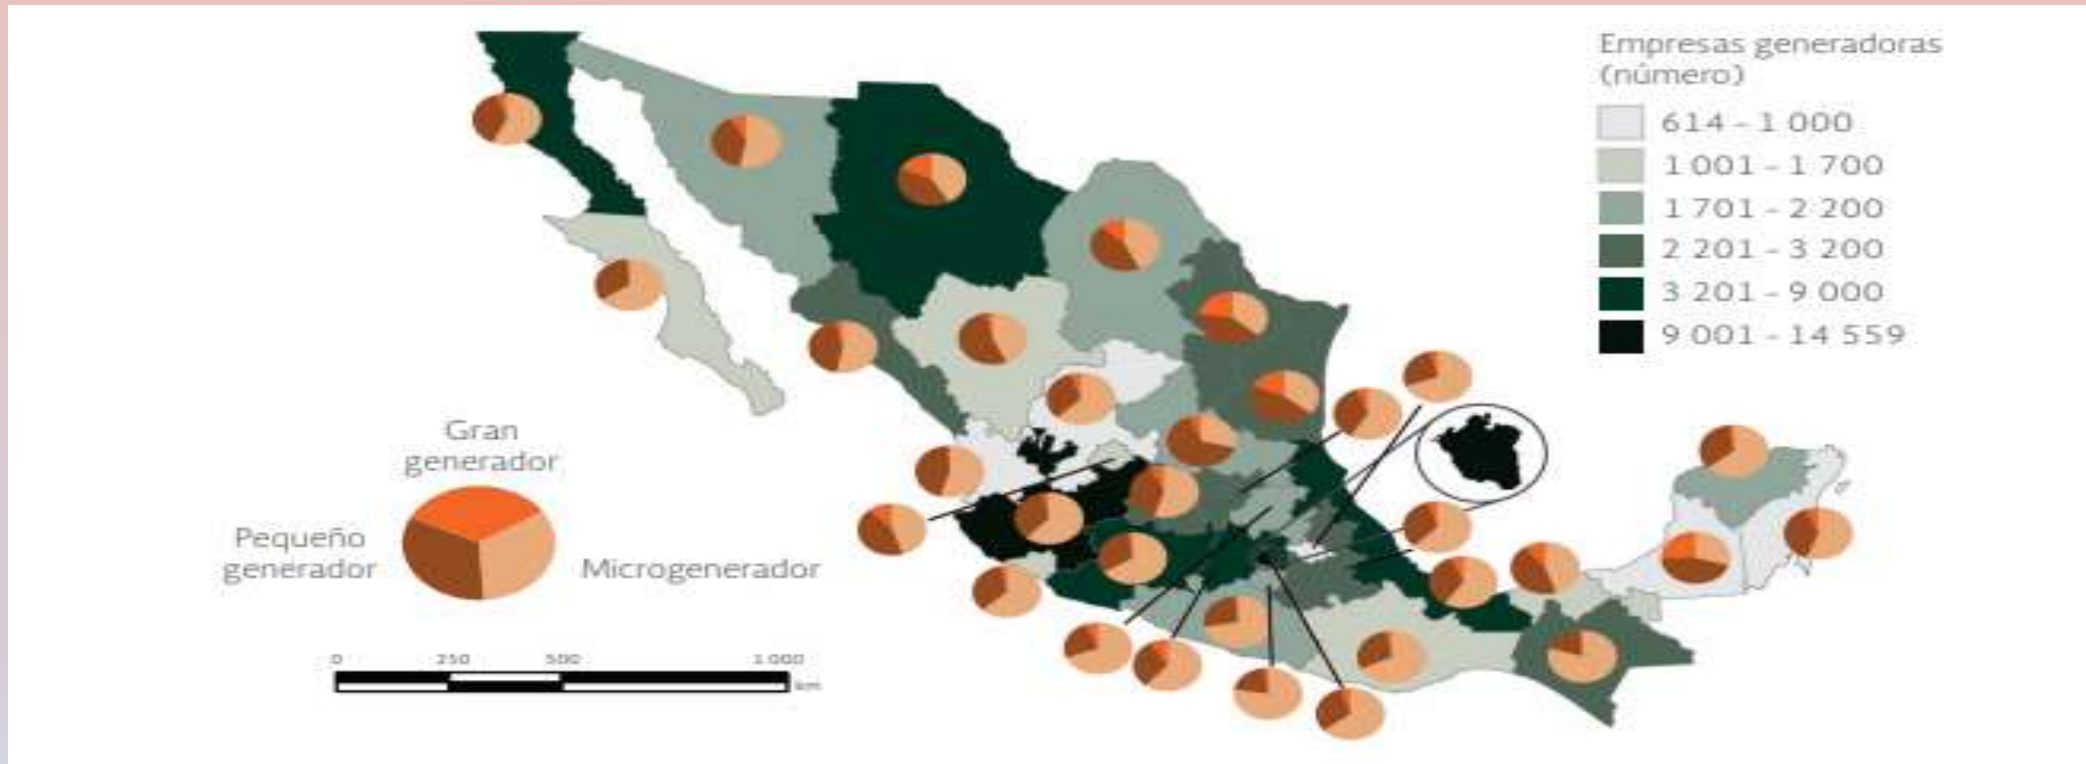 Empresas generadoras
(número)
614 - 1 000
1 001 - 1 700
1 701 - 2 200
2 201 - 3 200
3 201 - 9 000
9 001 - 14 559
Gran
generador
Pequeño
generador
Microgenerador
0 250 500 1 000
km